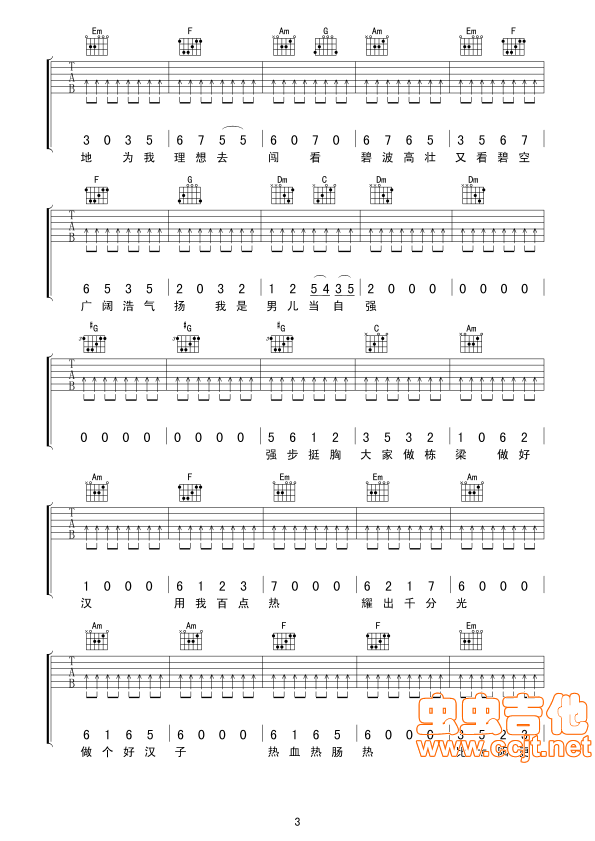 Em F Am G Am Em F
T A B
3 0 3 5 | 6 7 5 5 | 6 0 7 0 | 6 7 6 5 | 3 5 6 7 |
地 为 我 理 想 去 闯 看 碧 波 高 壮 又 看 碧 空
F G Dm C Dm Dm
T A B
6 5 3 5 | 2 0 3 2 | 1 2 5 4 3 5 | 2 0 0 0 | 0 0 0 0 |
广 阔 浩 气 扬 我 是 男 儿 当 自 强
#G #G #G C Am
T A B
0 0 0 0 | 0 0 0 0 | 5 6 1 2 | 3 5 3 2 | 1 0 6 2 |
强 步 挺 胸 大 家 做 栋 梁 做 好
Am F Em Em Am
T A B
1 0 0 0 | 6 1 2 3 | 7 0 0 0 | 6 2 1 7 | 6 0 0 0 |
汉 用 我 百 点 热 耀 出 千 分 光
Am Am F F Em
T A B
6 1 6 5 | 6 0 0 0 | 6 1 6 5 | 6 0 0 6 | 3 5 2 3 |
做 个 好 汉 子 热 血 热 肠 热
虫虫吉他
www.ccjt.net
3